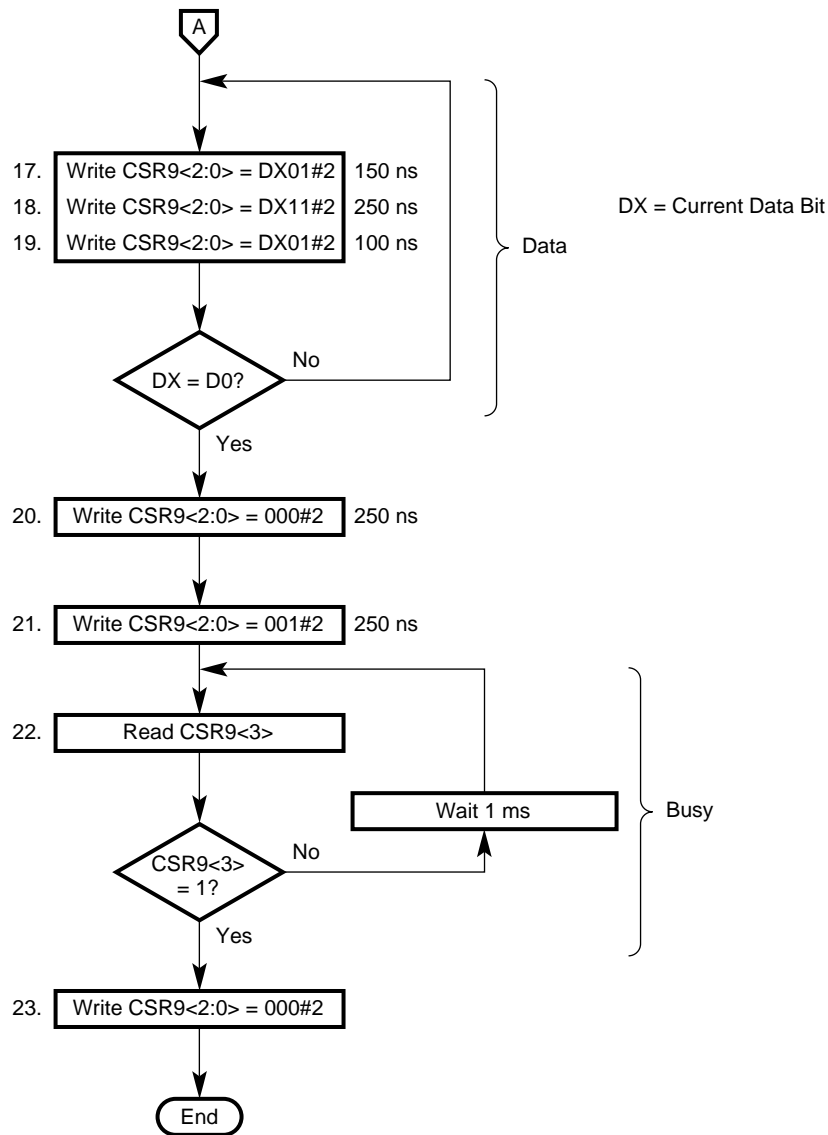 A
17. Write CSR9<2:0> = DX01#2 150 ns
18. Write CSR9<2:0> = DX11#2 250 ns
19. Write CSR9<2:0> = DX01#2 100 ns
DX = Current Data Bit
Data
DX = D0?
No
Yes
20. Write CSR9<2:0> = 000#2 250 ns
21. Write CSR9<2:0> = 001#2 250 ns
22. Read CSR9<3>
Wait 1 ms
Busy
CSR9<3>
= 1?
No
Yes
23. Write CSR9<2:0> = 000#2
End